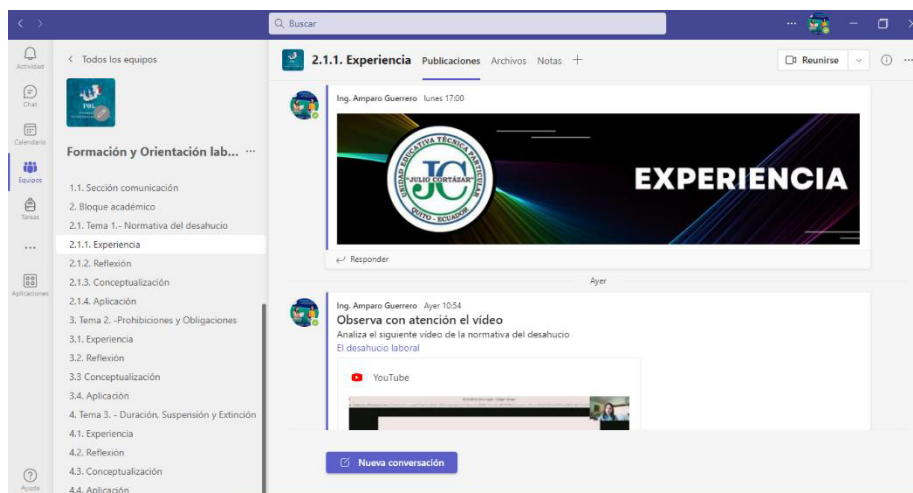 Buscar
Actividad
Chat
Calendario
Equipos
Tareas
Aplicaciones
Ayuda
Todos los equipos
FOL
Formación y Orientación lab...
1.1. Sección comunicación
2. Bloque académico
2.1. Tema 1.- Normativa del desahucio
2.1.1. Experiencia
2.1.2. Reflexión
2.1.3. Conceptualización
2.1.4. Aplicación
3. Tema 2. -Prohibiciones y Obligaciones
3.1. Experiencia
3.2. Reflexión
3.3 Conceptualización
3.4. Aplicación
4. Tema 3. - Duración, Suspensión y Extinción
4.1. Experiencia
4.2. Reflexión
4.3. Conceptualización
4.4. Aplicación
2.1.1. Experiencia Publicaciones Archivos Notas
Reunirse
Ing. Amparo Guerrero lunes 17:00
UNIDAD EDUCATIVA TÉCNICA PARTICULAR
JC
"JULIO CORTÁZAR"
QUITO - ECUADOR
EXPERIENCIA
Responder
Ayer
Ing. Amparo Guerrero Ayer 10:54
Observa con atención el vídeo
Analiza el siguiente vídeo de la normativa del desahucio
El desahucio laboral
YouTube
Nueva conversación